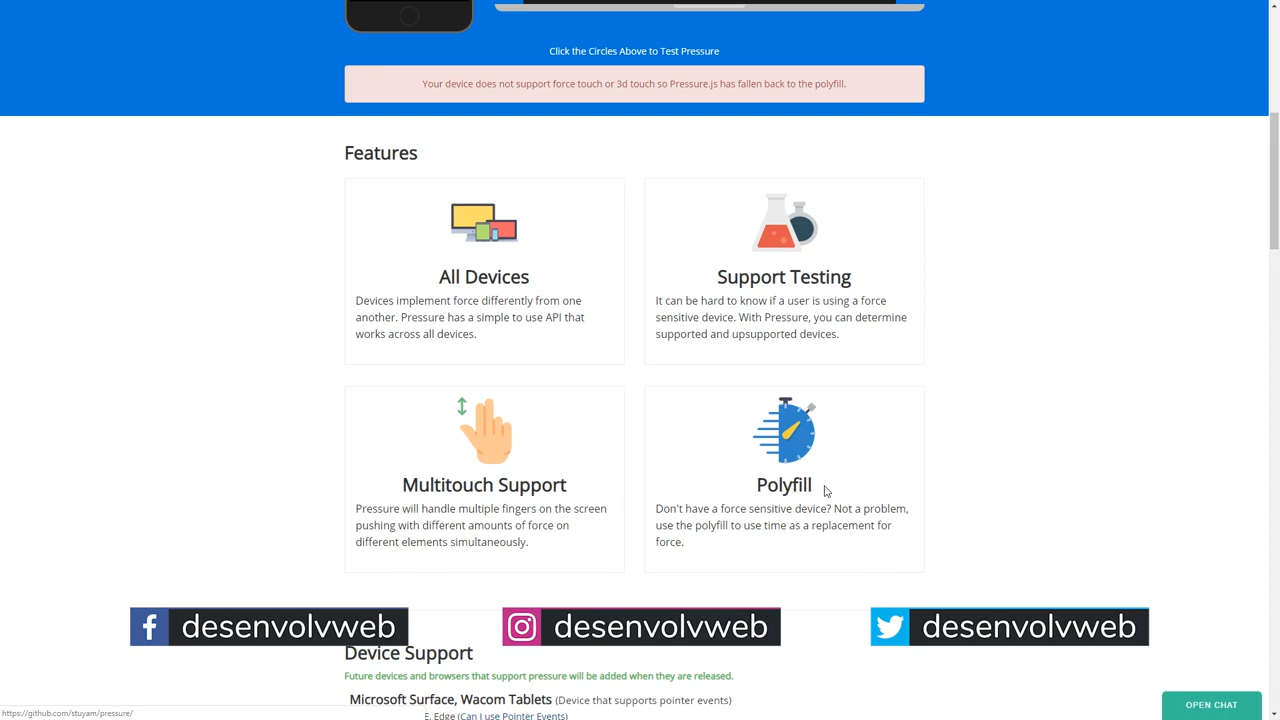 Click the Circles Above to Test Pressure
Your device does not support force touch or 3d touch so Pressure.js has fallen back to the polyfill.
Features
All Devices
Devices implement force differently from one
another. Pressure has a simple to use API that
works across all devices.
Support Testing
It can be hard to know if a user is using a force
sensitive device. With Pressure, you can determine
supported and upsupported devices.
Multitouch Support
Pressure will handle multiple fingers on the screen
pushing with different amounts of force on
different elements simultaneously.
Polyfill
Don't have a force sensitive device? Not a problem,
use the polyfill to use time as a replacement for
force.
desenvolvweb
desenvolvweb
desenvolvweb
Device Support
Future devices and browsers that support pressure will be added when they are released.
Microsoft Surface, Wacom Tablets (Device that supports pointer events)
E, Edge (Can I use Pointer Events)
https://github.com/stuyam/pressure/
OPEN CHAT